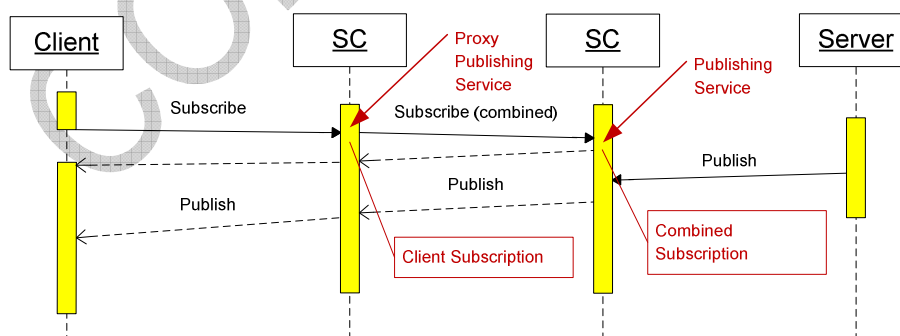 Client
SC
SC
Server
Proxy
Publishing
Service
Publishing
Service
Subscribe
Subscribe (combined)
Publish
Publish
Publish
Client Subscription
Combined
Subscription